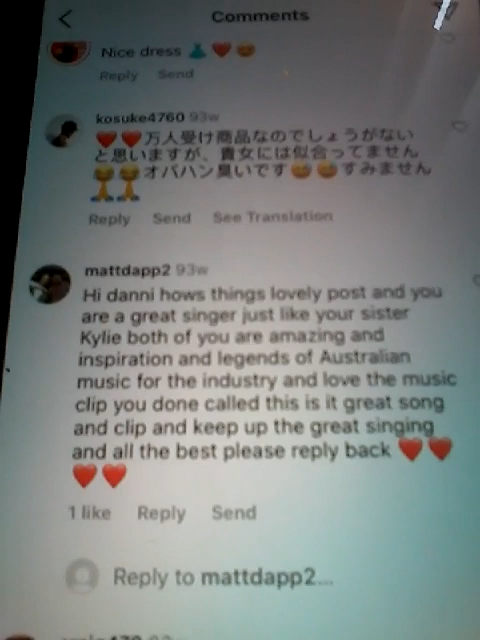 Comments
Nice dress 👗❤️😊
Reply Send
kosuke4760 93w
❤️❤️万人受け商品なのでしょうがない
と思いますが、貴女には似合ってません
オバハン臭いです😅😅すみません
Reply Send See Translation
mattdapp2 93w
Hi danni hows things lovely post and you
are a great singer just like your sister
Kylie both of you are amazing and
inspiration and legends of Australian
music for the industry and love the music
clip you done called this is it great song
and clip and keep up the great singing
and all the best please reply back ❤️❤️
❤️❤️
1 like Reply Send
Reply to mattdapp2...